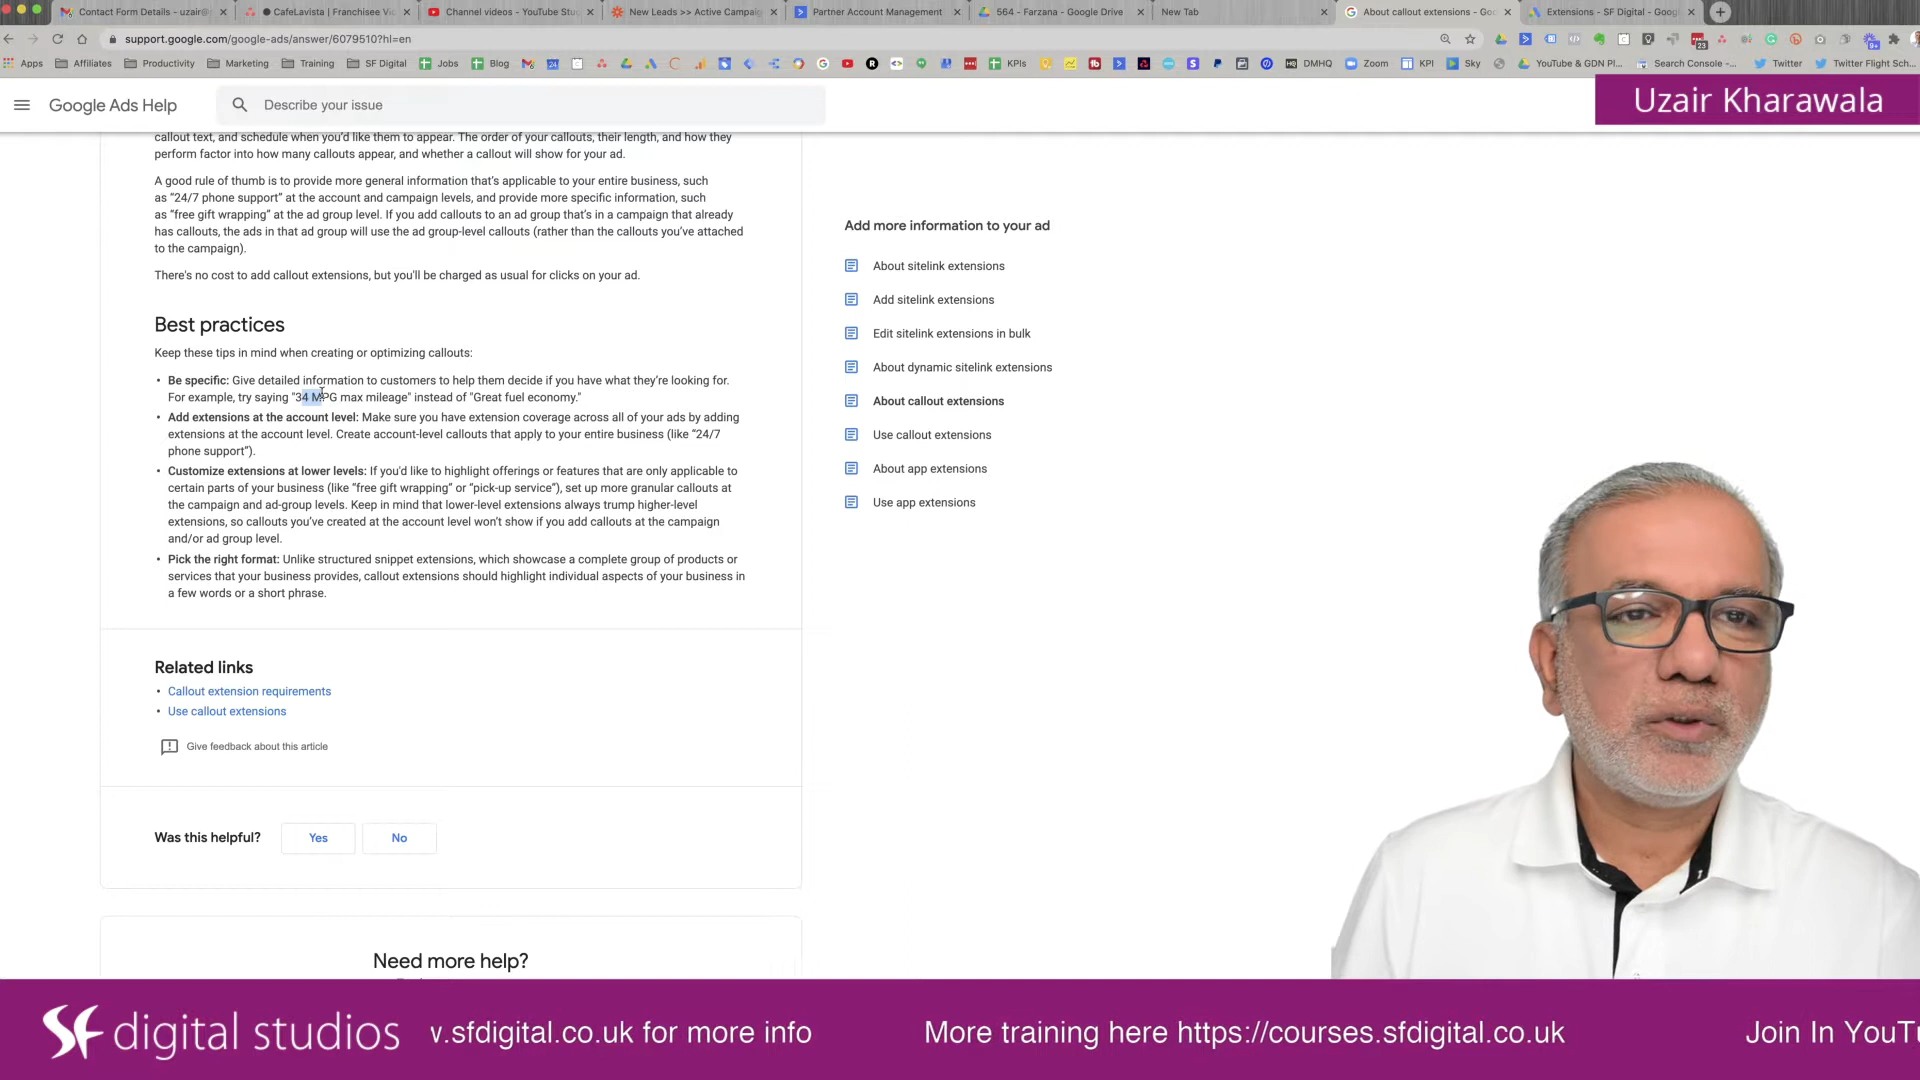 Contact Form Details - uzair@
CafeLavista | Franchisee Vi
Channel videos - YouTube Stu
New Leads >> Active Campai
Partner Account Management
564 - Farzana - Google Drive
New Tab
About callout extensions - Goo
Extensions - SF Digital - Googl
support.google.com/google-ads/answer/6079510?hl=en
Apps
Affiliates
Productivity
Marketing
Training
SF Digital
Jobs
Blog
KPIs
DMHQ
Zoom
KPI
Sky
YouTube & GDN Pl...
Search Console -...
Twitter
Twitter Flight Sch...
Google Ads Help
Describe your issue
Uzair Kharawala
callout text, and schedule when you'd like them to appear. The order of your callouts, their length, and how they
perform factor into how many callouts appear, and whether a callout will show for your ad.
A good rule of thumb is to provide more general information that's applicable to your entire business, such
as "24/7 phone support" at the account and campaign levels, and provide more specific information, such
as "free gift wrapping" at the ad group level. If you add callouts to an ad group that's in a campaign that already
has callouts, the ads in that ad group will use the ad group-level callouts (rather than the callouts you've attached
to the campaign).
There's no cost to add callout extensions, but you'll be charged as usual for clicks on your ad.
Best practices
Keep these tips in mind when creating or optimizing callouts:
• Be specific: Give detailed information to customers to help them decide if you have what they're looking for.
For example, try saying "34 MPG max mileage" instead of "Great fuel economy."
• Add extensions at the account level: Make sure you have extension coverage across all of your ads by adding
extensions at the account level. Create account-level callouts that apply to your entire business (like "24/7
phone support").
• Customize extensions at lower levels: If you'd like to highlight offerings or features that are only applicable to
certain parts of your business (like "free gift wrapping" or "pick-up service"), set up more granular callouts at
the campaign and ad-group levels. Keep in mind that lower-level extensions always trump higher-level
extensions, so callouts you've created at the account level won't show if you add callouts at the campaign
and/or ad group level.
• Pick the right format: Unlike structured snippet extensions, which showcase a complete group of products or
services that your business provides, callout extensions should highlight individual aspects of your business in
a few words or a short phrase.
Related links
• Callout extension requirements
• Use callout extensions
Give feedback about this article
Was this helpful?
Yes
No
Need more help?
Add more information to your ad
About sitelink extensions
Add sitelink extensions
Edit sitelink extensions in bulk
About dynamic sitelink extensions
About callout extensions
Use callout extensions
About app extensions
Use app extensions
SF digital studios
v.sfdigital.co.uk for more info
More training here https://courses.sfdigital.co.uk
Join In YouTu